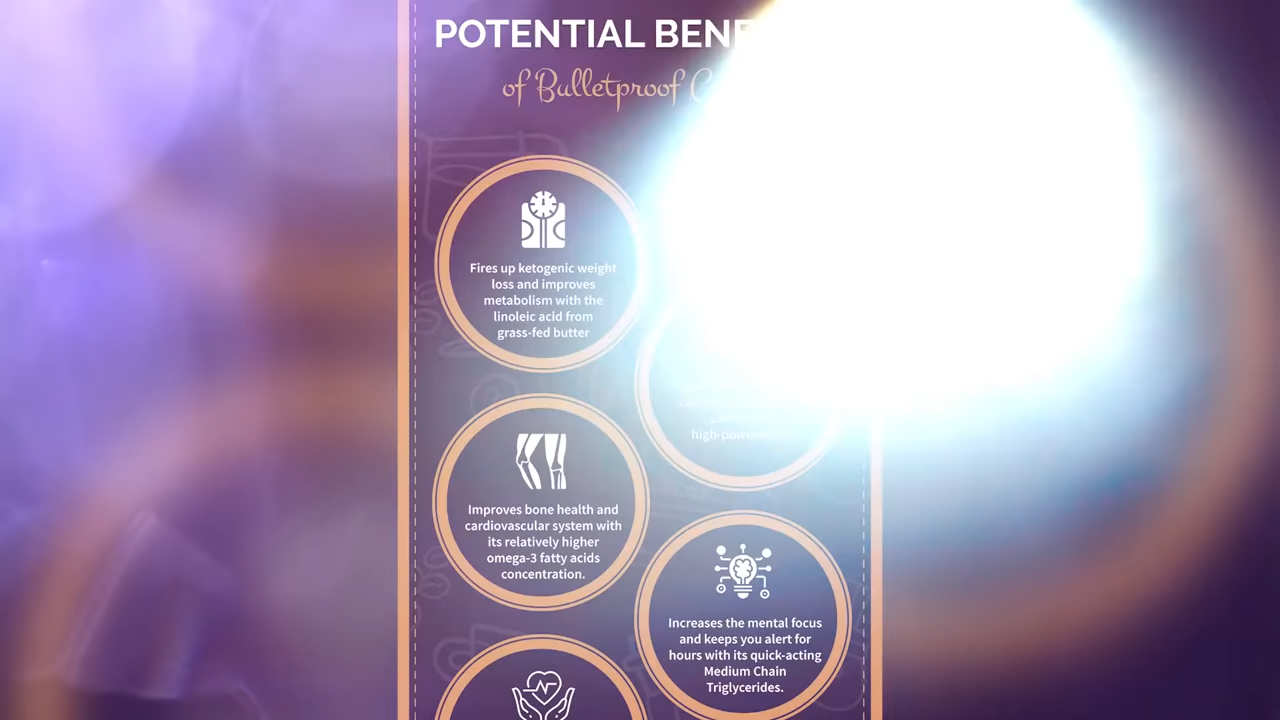 POTENTIAL
of Bulletproof
Fires up ketogenic weight
loss and improves
metabolism with the
linoleic acid from
grass-fed butter
Improves bone health and
cardiovascular system with
its relatively higher
omega-3 fatty acids
concentration.
Increases the mental focus
and keeps you alert for
hours with its quick-acting
Medium Chain
Triglycerides.